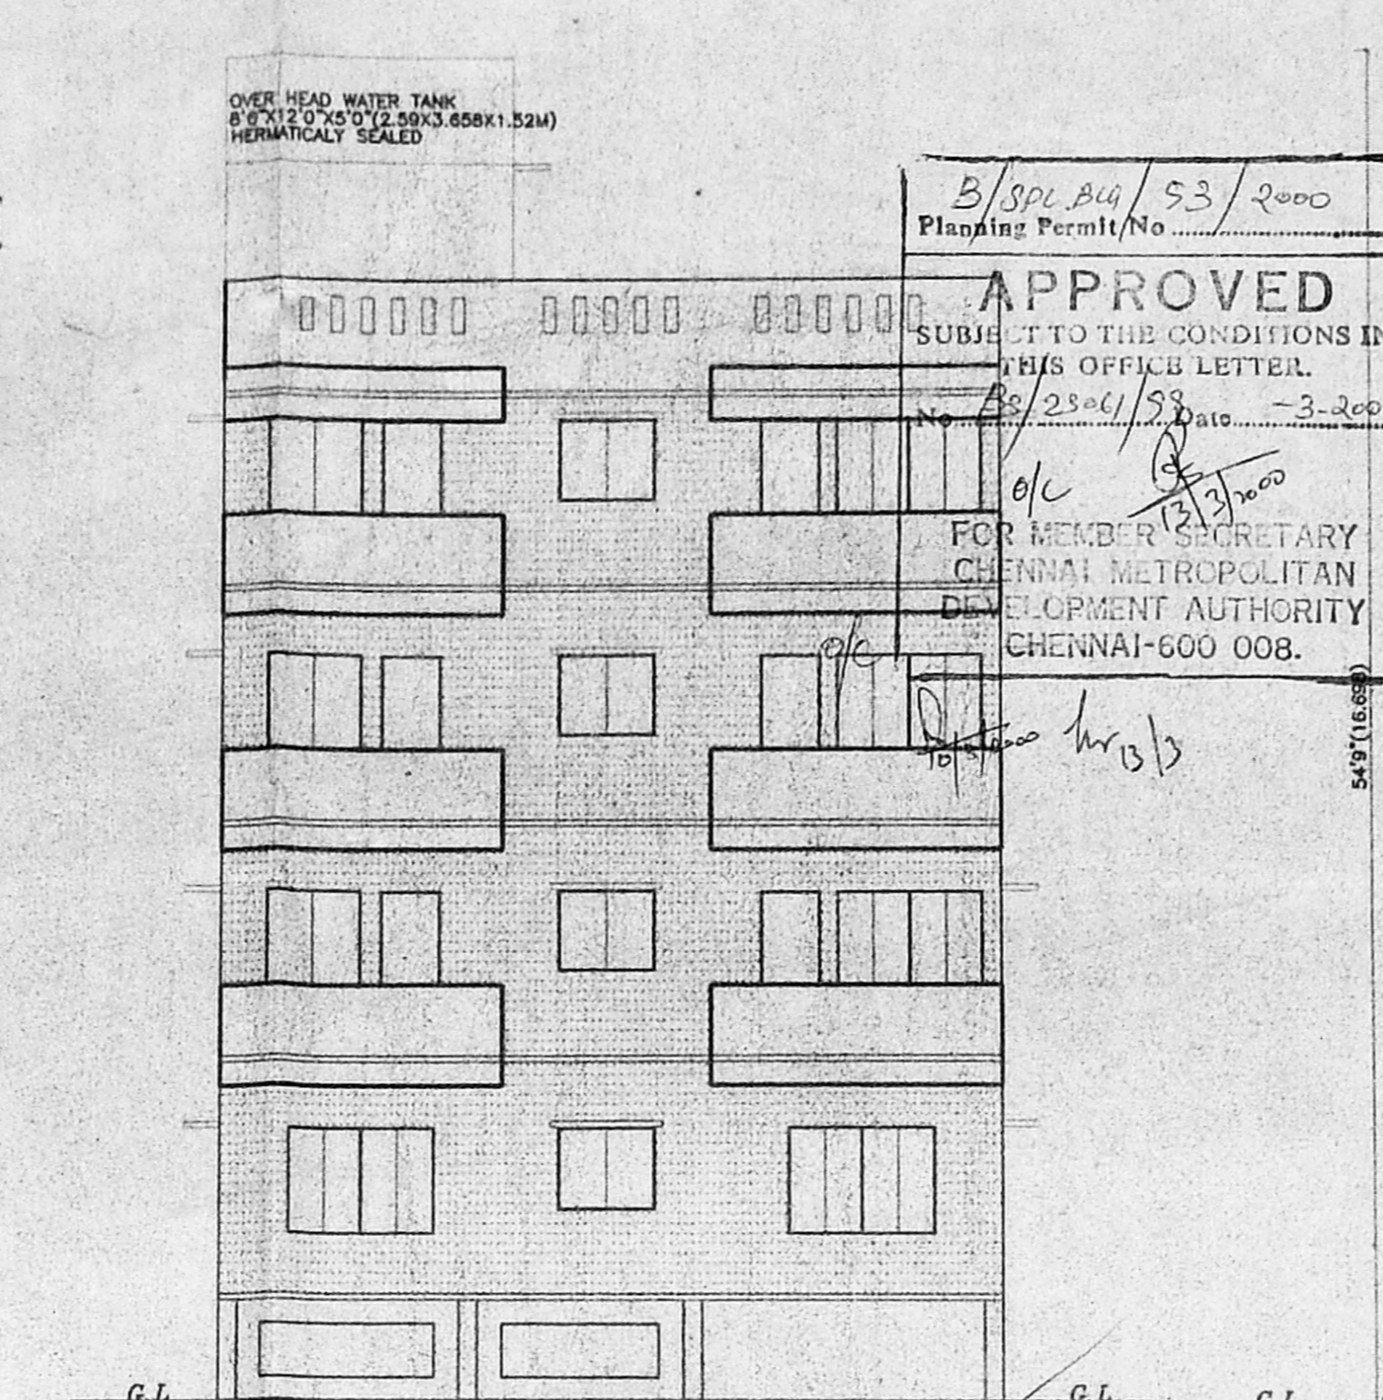 OVER HEAD WATER TANK
8'6"X12'0"X5'0"(2.59X3.658X1.52M)
HERMATICALY SEALED
B/SPL.BLG/53/2000
Planning Permit No
APPROVED
SUBJECT TO THE CONDITIONS IN
THIS OFFICE LETTER.
No Date -3-200
O/C
13/3/2000
FOR MEMBER SECRETARY
CHENNAI METROPOLITAN
DEVELOPMENT AUTHORITY
CHENNAI-600 008.
O/C
13/3
54'9"(16.698)
G.L
G.L
G.L